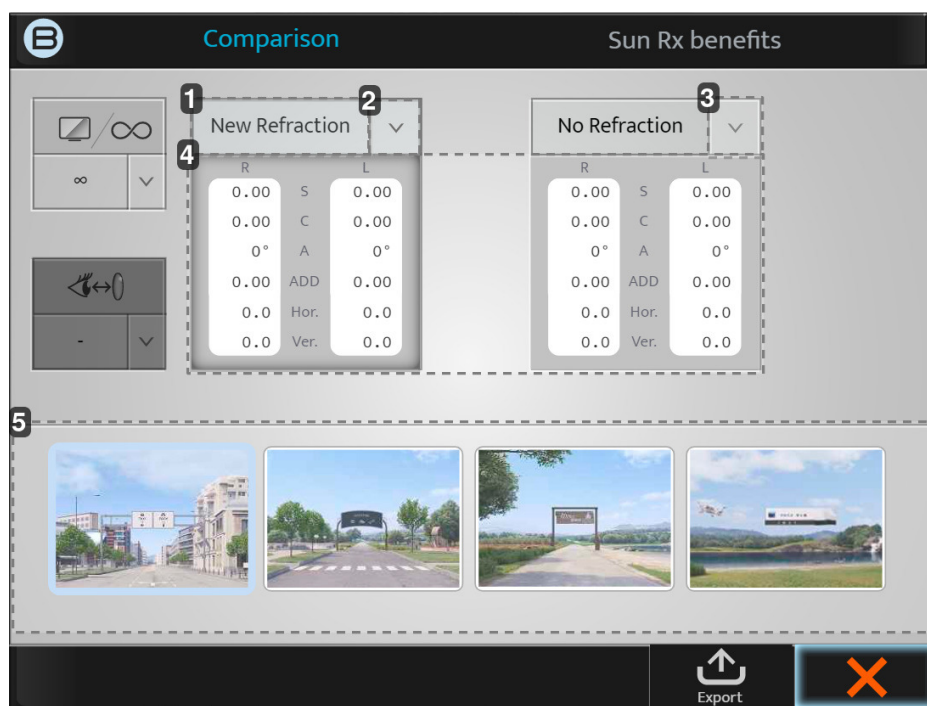 B Comparison Sun Rx benefits
1 2 3
New Refraction No Refraction
4
R L R L
∞
0.00 S 0.00 0.00 S 0.00
0.00 C 0.00 0.00 C 0.00
0° A 0° 0° A 0°
0.00 ADD 0.00 0.00 ADD 0.00
0.0 Hor. 0.0 0.0 Hor. 0.0
- 0.0 Ver. 0.0 0.0 Ver. 0.0
5
Export